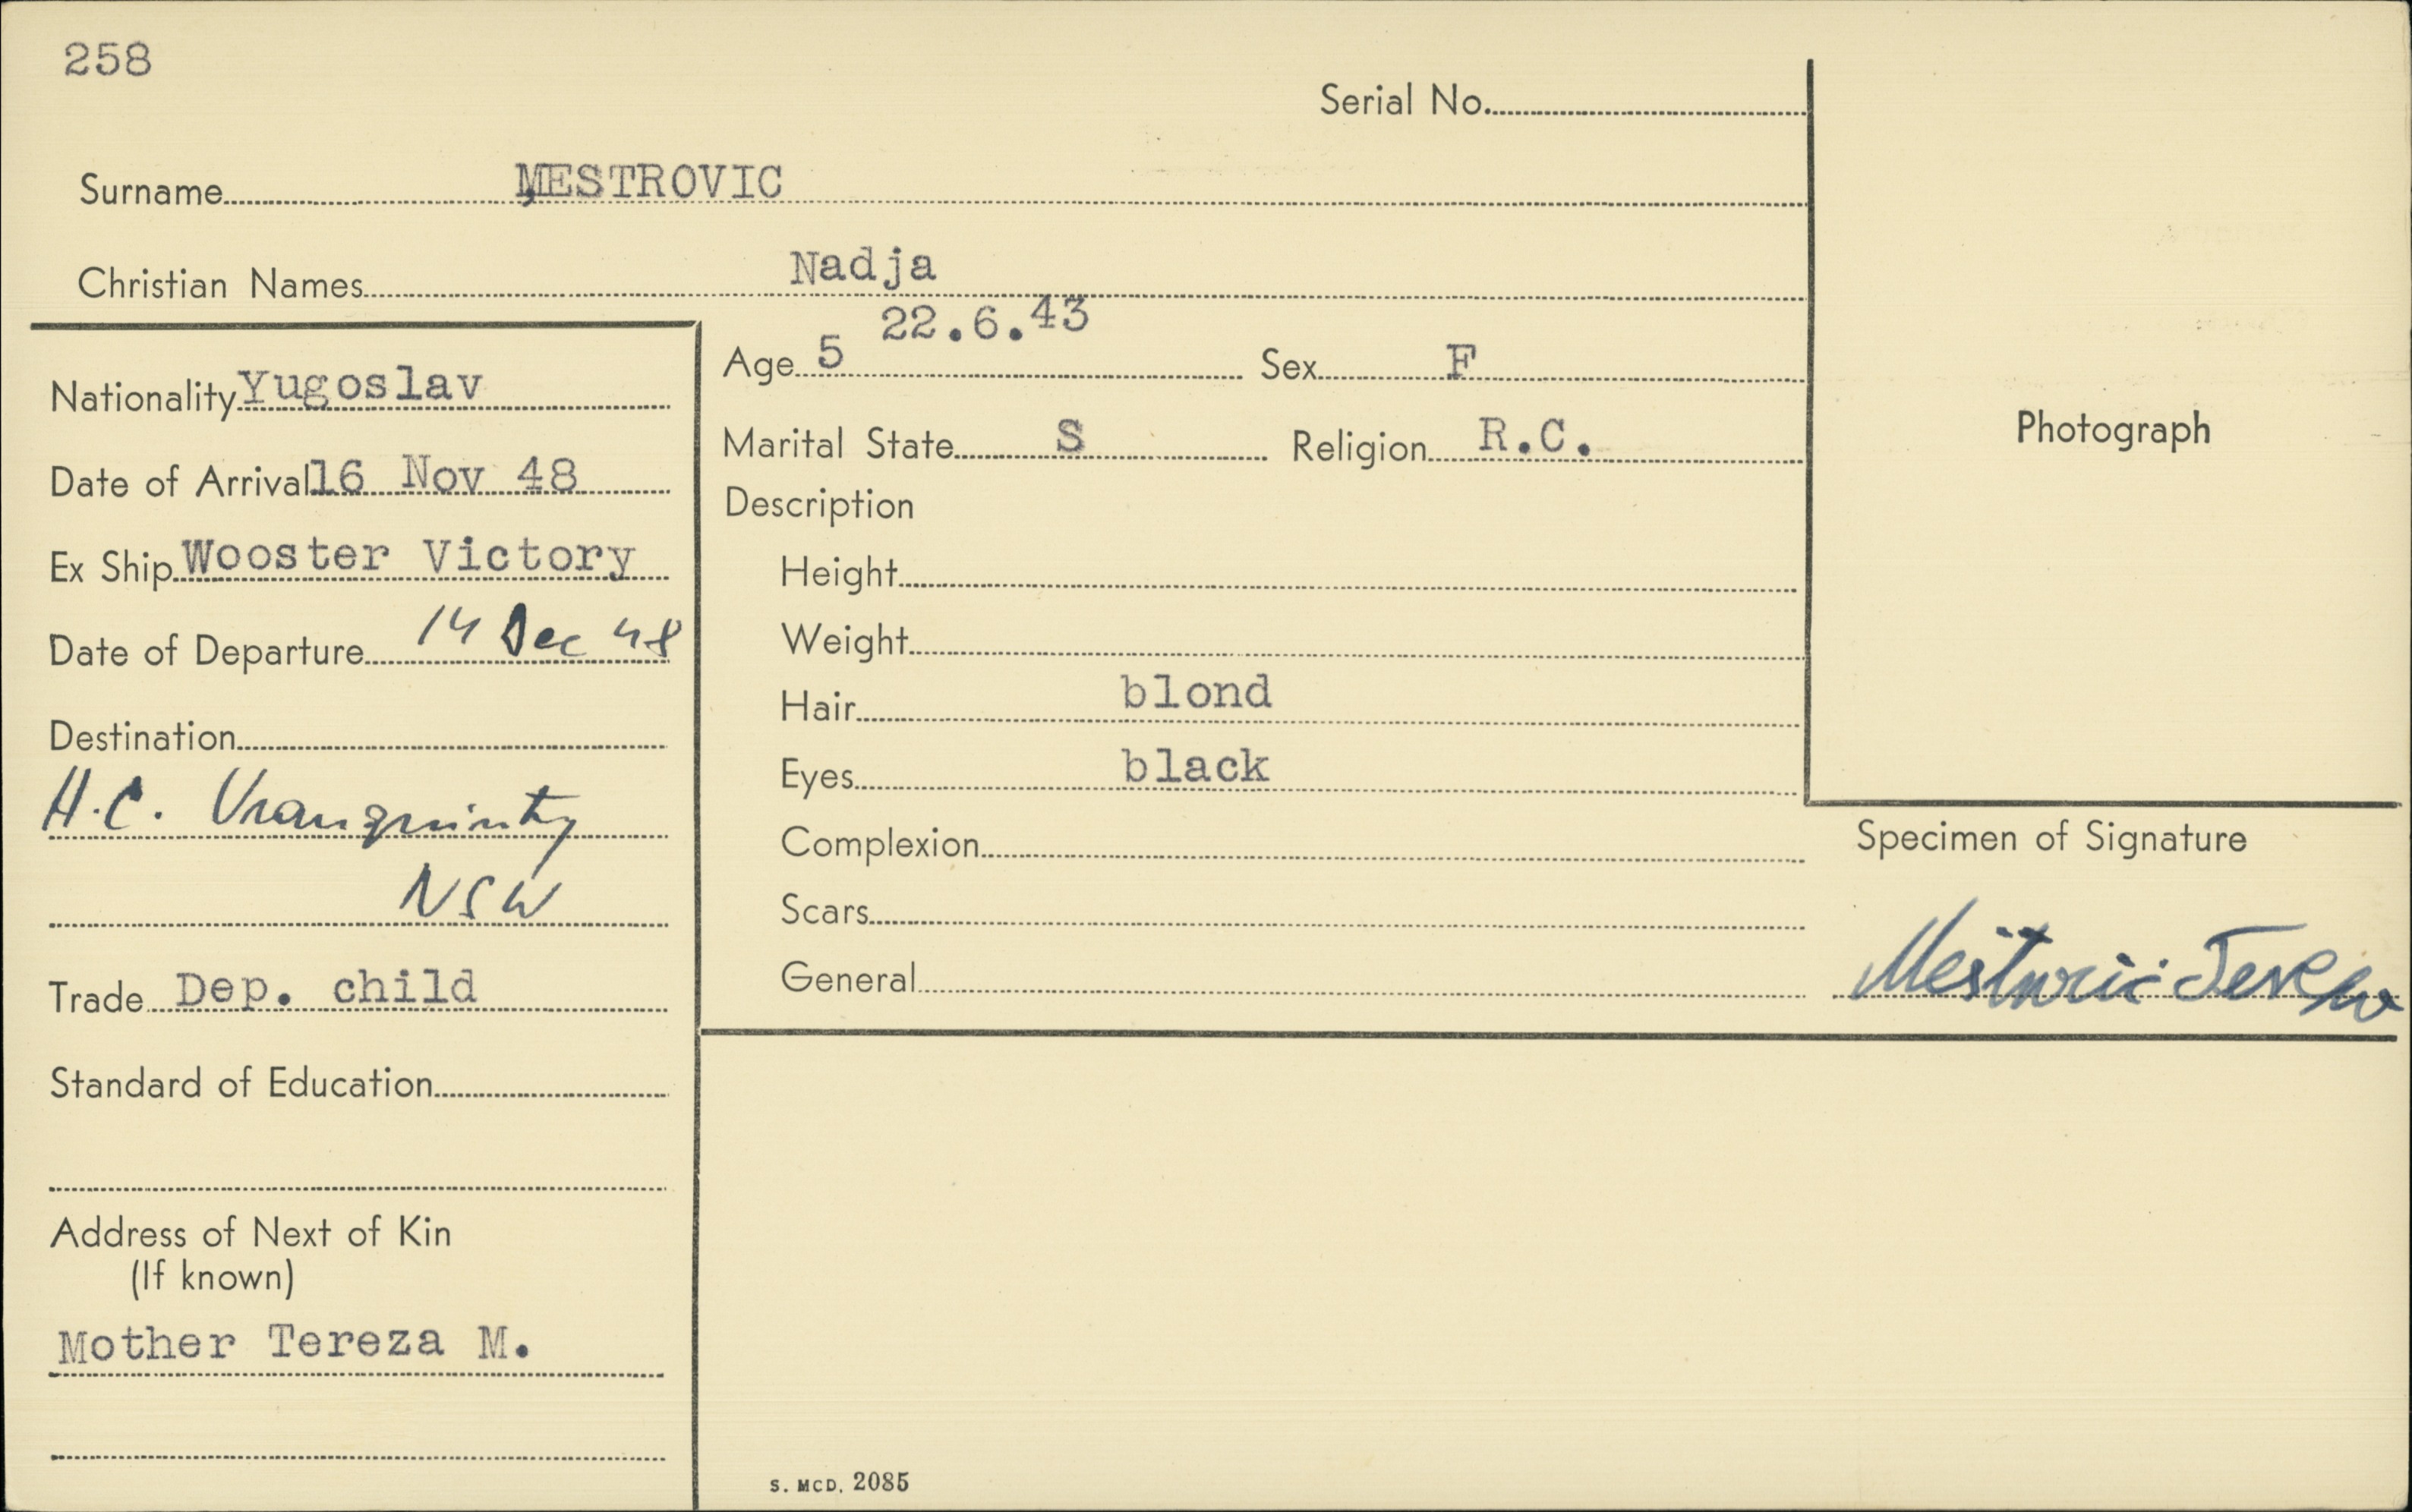 258
Serial No.
Surname MESTROVIC
Christian Names Nadja
Nationality Yugoslav
Date of Arrival 16 Nov 48
Ex Ship Wooster Victory
Date of Departure 14 Dec 48
Destination
H.C. Uranquinty
NSW
Trade Dep. child
Standard of Education
Address of Next of Kin
(If known)
Mother Tereza M.
22.6.43
Age 5 Sex F
Marital State S Religion R.C.
Description
Height
Weight
Hair blond
Eyes black
Complexion
Scars
General
Photograph
Specimen of Signature
S. MCD. 2085